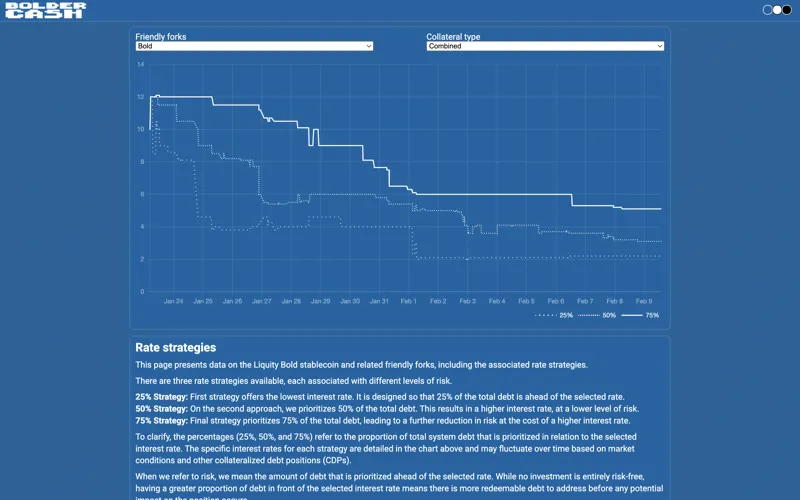 BOLDER
CASH
Friendly forks
Collateral type
Bold
Combined
14
12
10
8
6
4
2
0
Jan 24 Jan 25 Jan 26 Jan 27 Jan 28 Jan 29 Jan 30 Jan 31 Feb 1 Feb 2 Feb 3 Feb 4 Feb 5 Feb 6 Feb 7 Feb 8 Feb 9
25% 50% 75%
Rate strategies
This page presents data on the Liquity Bold stablecoin and related friendly forks, including the associated rate strategies.
There are three rate strategies available, each associated with different levels of risk.
25% Strategy: First strategy offers the lowest interest rate. It is designed so that 25% of the total debt is ahead of the selected rate.
50% Strategy: On the second approach, we prioritizes 50% of the total debt. This results in a higher interest rate, at a lower level of risk.
75% Strategy: Final strategy prioritizes 75% of the total debt, leading to a further reduction in risk at the cost of a higher interest rate.
To clarify, the percentages (25%, 50%, and 75%) refer to the proportion of total system debt that is prioritized in relation to the selected
interest rate. The specific interest rates for each strategy are detailed in the chart above and may fluctuate over time based on market
conditions and other collateralized debt positions (CDPs).
When we refer to risk, we mean the amount of debt that is prioritized ahead of the selected rate. While no investment is entirely risk-free,
having a greater proportion of debt in front of the selected interest rate means there is more redeemable debt to address before any potential
impact on the position occurs.